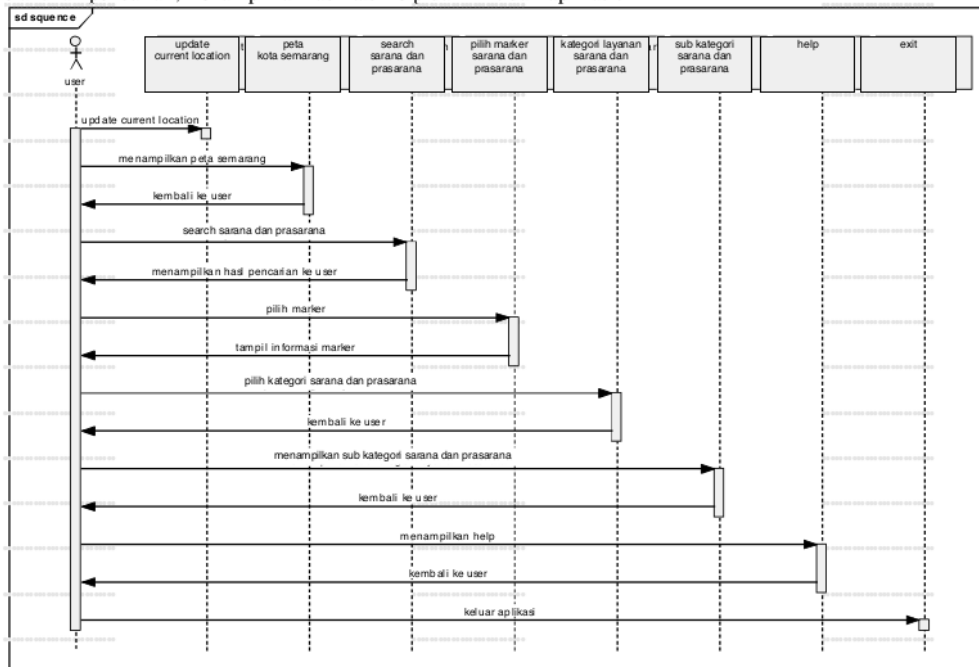 sd squence
update
current location
peta
kota semarang
search
sarana dan
prasarana
pilih marker
sarana dan
prasarana
kategori layanan
sarana dan
prasarana
sub kategori
sarana dan
prasarana
help
exit
user
update current location
menampilkan peta semarang
kembali ke user
search sarana dan prasarana
menampilkan hasl pencarian ke user
pilih marker
tampil informasi marker
pilih kategori sarana dan prasarana
kembali ke user
menampilkan sub kategori sarana dan prasarana
kembali ke user
menampilkan help
kembali ke user
keluar aplikasi